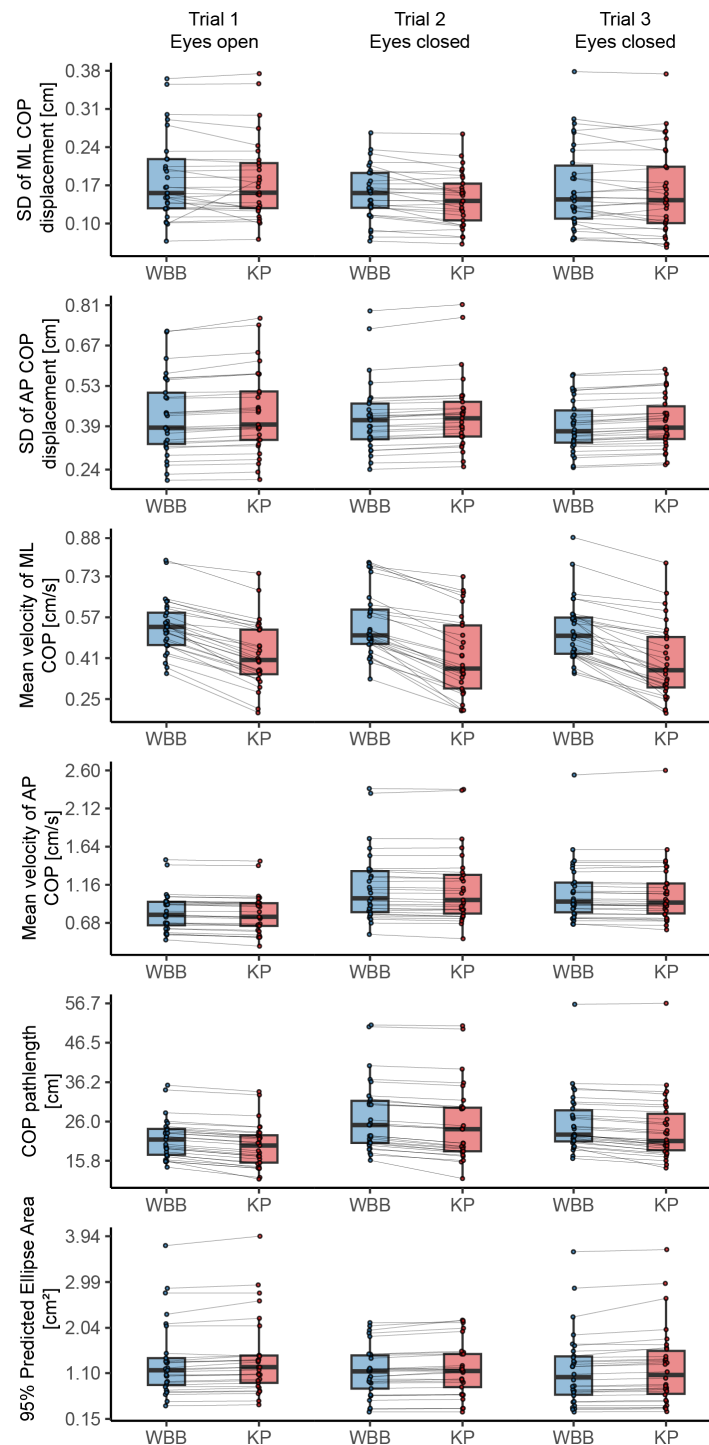 Trial 1
Eyes open
Trial 2
Eyes closed
Trial 3
Eyes closed
SD of ML COP
displacement [cm]
0.38
0.31
0.24
0.17
0.10
WBB
KP
WBB
KP
WBB
KP
SD of AP COP
displacement [cm]
0.81
0.67
0.53
0.39
0.24
WBB
KP
WBB
KP
WBB
KP
Mean velocity of ML
COP [cm/s]
0.88
0.73
0.57
0.41
0.25
WBB
KP
WBB
KP
WBB
KP
Mean velocity of AP
COP [cm/s]
2.60
2.12
1.64
1.16
0.68
WBB
KP
WBB
KP
WBB
KP
COP pathlength
[cm]
56.7
46.5
36.2
26.0
15.8
WBB
KP
WBB
KP
WBB
KP
95% Predicted Ellipse Area
[cm²]
3.94
2.99
2.04
1.10
0.15
WBB
KP
WBB
KP
WBB
KP